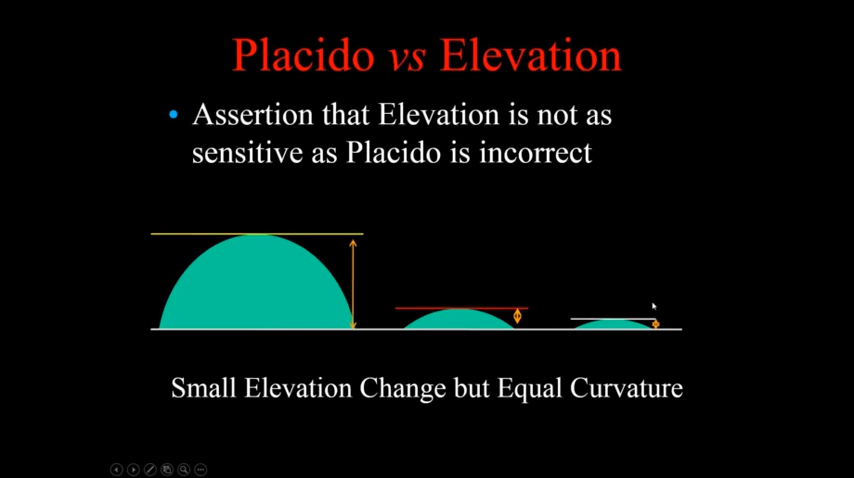 Placido vs Elevation
• Assertion that Elevation is not as
sensitive as Placido is incorrect
Small Elevation Change but Equal Curvature